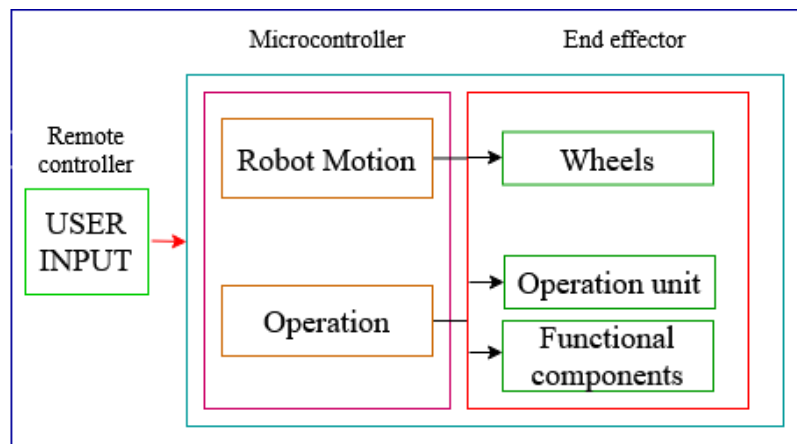 Microcontroller
End effector
Remote
controller
USER
INPUT
Robot Motion
Wheels
Operation
Operation unit
Functional
components